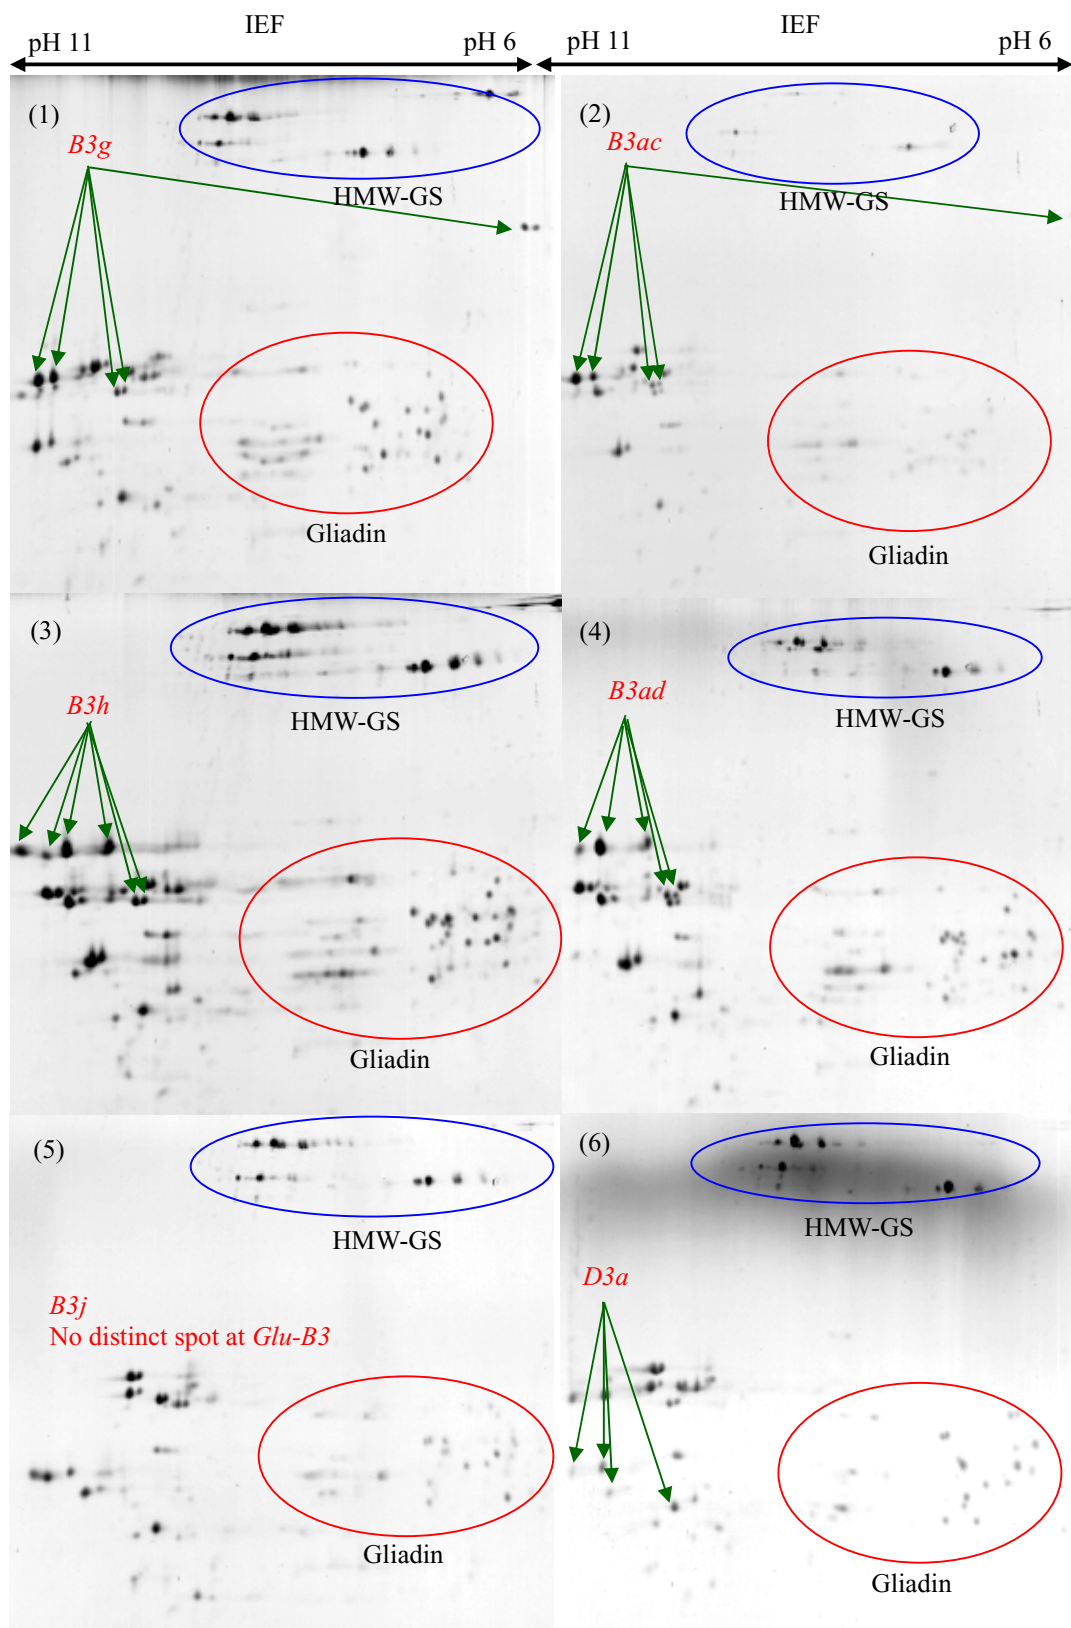 IEF IEF
pH 11 pH 6 pH 11 pH 6
(1) (2)
B3g B3ac
HMW-GS HMW-GS
Gliadin Gliadin
(3) (4)
B3h B3ad
HMW-GS HMW-GS
Gliadin Gliadin
(5) (6)
HMW-GS HMW-GS
B3j D3a
No distinct spot at Glu-B3
Gliadin Gliadin